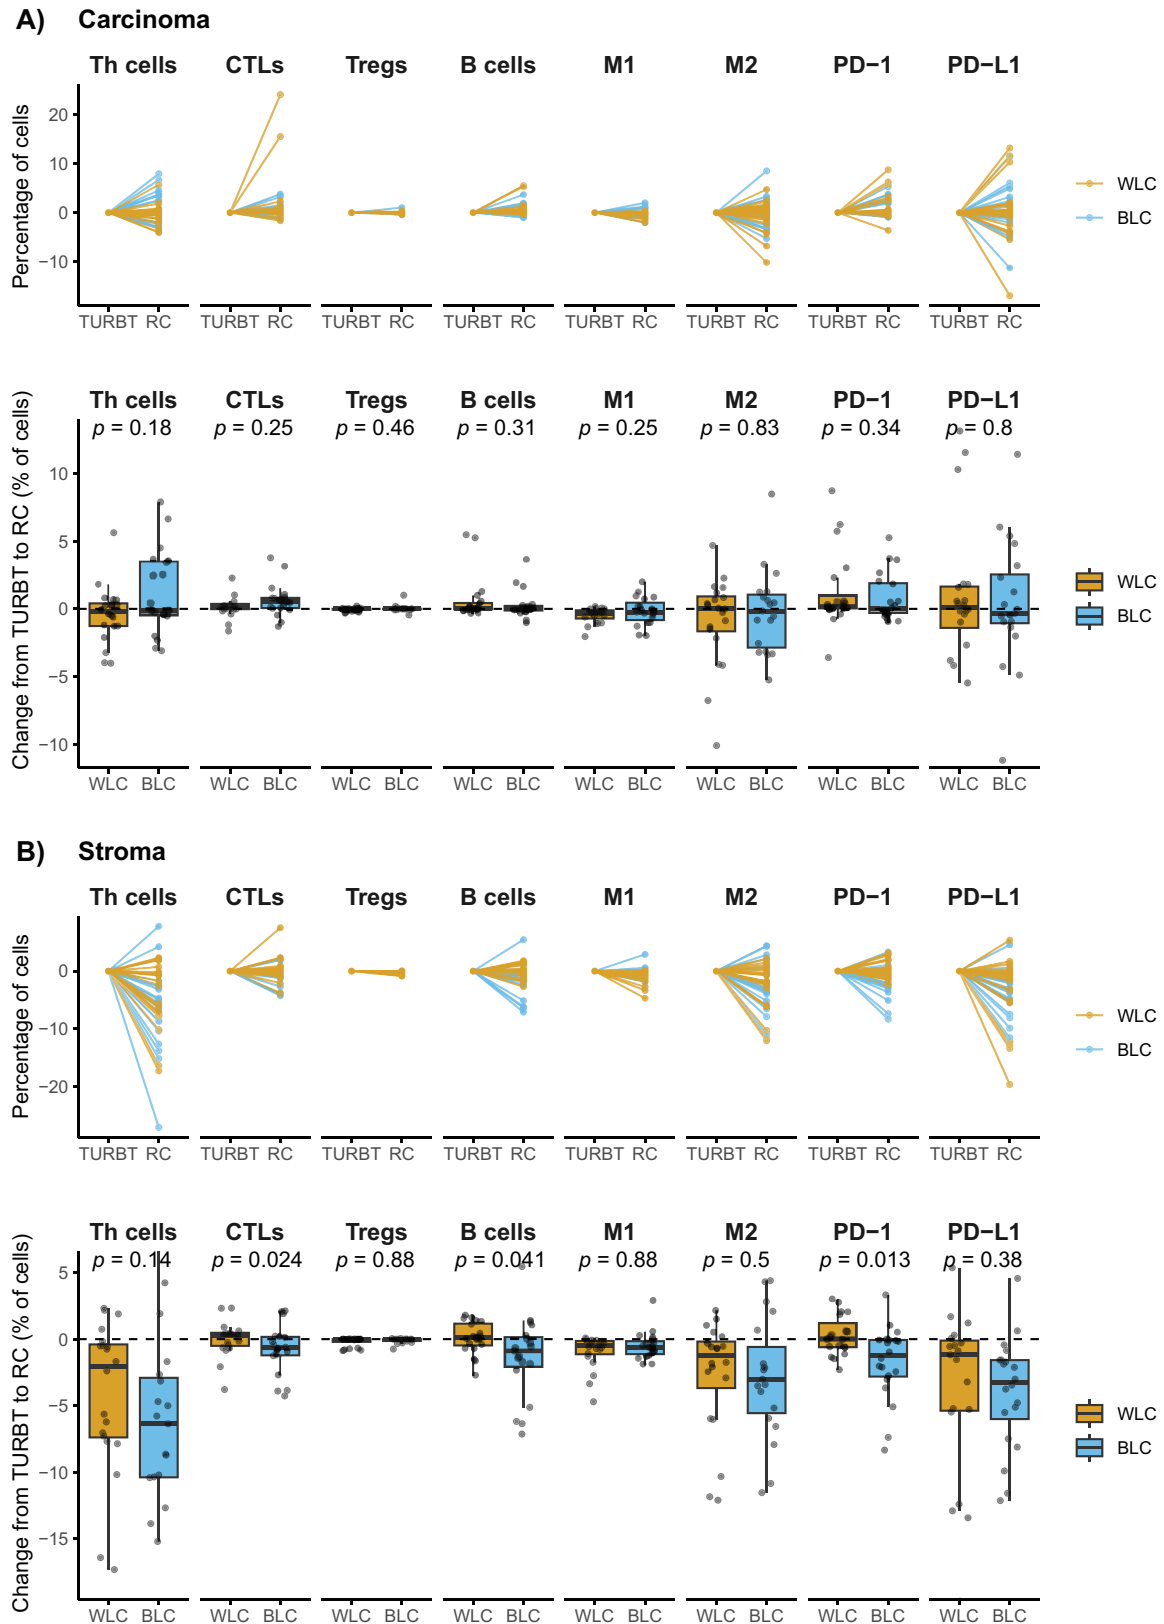 A) Carcinoma
Th cells CTLs Tregs B cells M1 M2 PD−1 PD−L1
Percentage of cells
20
10
0
−10
TURBT RC TURBT RC TURBT RC TURBT RC TURBT RC TURBT RC TURBT RC TURBT RC
WLC
BLC
Th cells CTLs Tregs B cells M1 M2 PD−1 PD−L1
p = 0.18 p = 0.25 p = 0.46 p = 0.31 p = 0.25 p = 0.83 p = 0.34 p = 0.8
Change from TURBT to RC (% of cells)
10
5
0
−5
−10
WLC BLC WLC BLC WLC BLC WLC BLC WLC BLC WLC BLC WLC BLC WLC BLC
WLC
BLC
B) Stroma
Th cells CTLs Tregs B cells M1 M2 PD−1 PD−L1
Percentage of cells
0
−10
−20
TURBT RC TURBT RC TURBT RC TURBT RC TURBT RC TURBT RC TURBT RC TURBT RC
WLC
BLC
Th cells CTLs Tregs B cells M1 M2 PD−1 PD−L1
p = 0.14 p = 0.024 p = 0.88 p = 0.041 p = 0.88 p = 0.5 p = 0.013 p = 0.38
Change from TURBT to RC (% of cells)
5
0
−5
−10
−15
WLC BLC WLC BLC WLC BLC WLC BLC WLC BLC WLC BLC WLC BLC WLC BLC
WLC
BLC